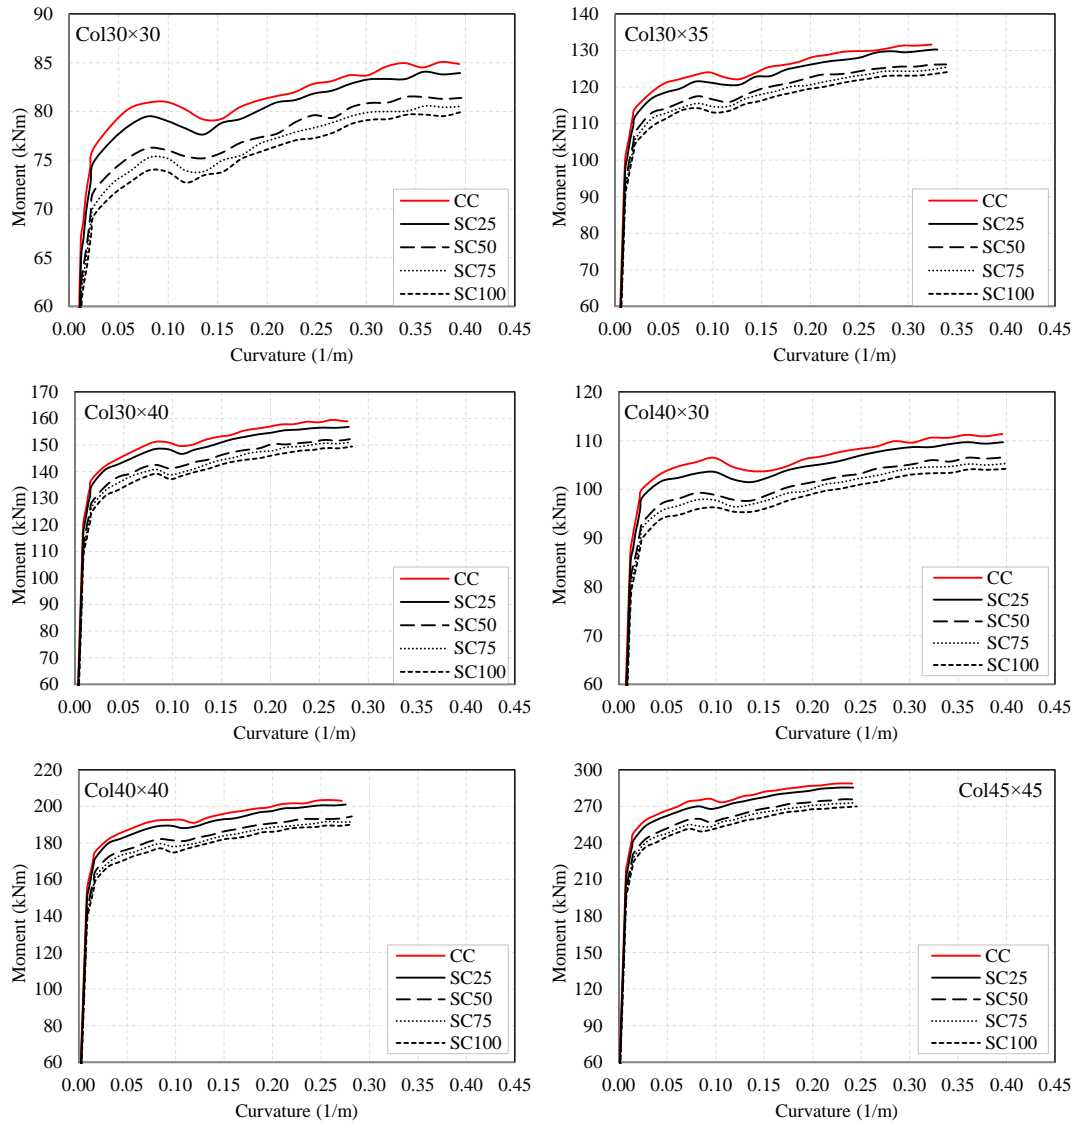 Col30×30
Moment (kNm)
90
85
80
75
70
65
60
0.00 0.05 0.10 0.15 0.20 0.25 0.30 0.35 0.40 0.45
Curvature (1/m)
CC
SC25
SC50
SC75
SC100
Col30×35
Moment (kNm)
140
130
120
110
100
90
80
70
60
0.00 0.05 0.10 0.15 0.20 0.25 0.30 0.35 0.40 0.45
Curvature (1/m)
CC
SC25
SC50
SC75
SC100
Col30×40
Moment (kNm)
170
160
150
140
130
120
110
100
90
80
70
60
0.00 0.05 0.10 0.15 0.20 0.25 0.30 0.35 0.40 0.45
Curvature (1/m)
CC
SC25
SC50
SC75
SC100
Col40×30
Moment (kNm)
120
110
100
90
80
70
60
0.00 0.05 0.10 0.15 0.20 0.25 0.30 0.35 0.40 0.45
Curvature (1/m)
CC
SC25
SC50
SC75
SC100
Col40×40
Moment (kNm)
220
200
180
160
140
120
100
80
60
0.00 0.05 0.10 0.15 0.20 0.25 0.30 0.35 0.40 0.45
Curvature (1/m)
CC
SC25
SC50
SC75
SC100
Col45×45
Moment (kNm)
300
270
240
210
180
150
120
90
60
0.00 0.05 0.10 0.15 0.20 0.25 0.30 0.35 0.40 0.45
Curvature (1/m)
CC
SC25
SC50
SC75
SC100